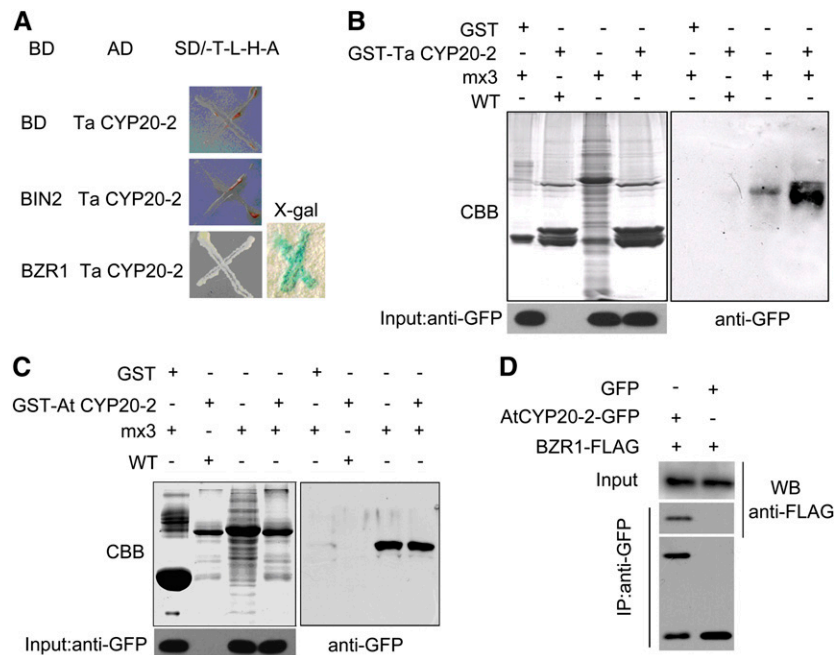 A
BD AD SD/-T-L-H-A
BD Ta CYP20-2
BIN2 Ta CYP20-2
X-gal
BZR1 Ta CYP20-2
B
GST + - - - + - - -
GST-Ta CYP20-2 - + - + - + - +
mx3 + - + + + - + +
WT - + - - - + - -
CBB
Input:anti-GFP anti-GFP
C
GST + - - - + - - -
GST-At CYP20-2 - + - + - + - +
mx3 + - + + + - + +
WT - + - - - + - -
CBB
Input:anti-GFP anti-GFP
D
GFP - +
AtCYP20-2-GFP + -
BZR1-FLAG + +
Input
WB
anti-FLAG
IP:anti-GFP